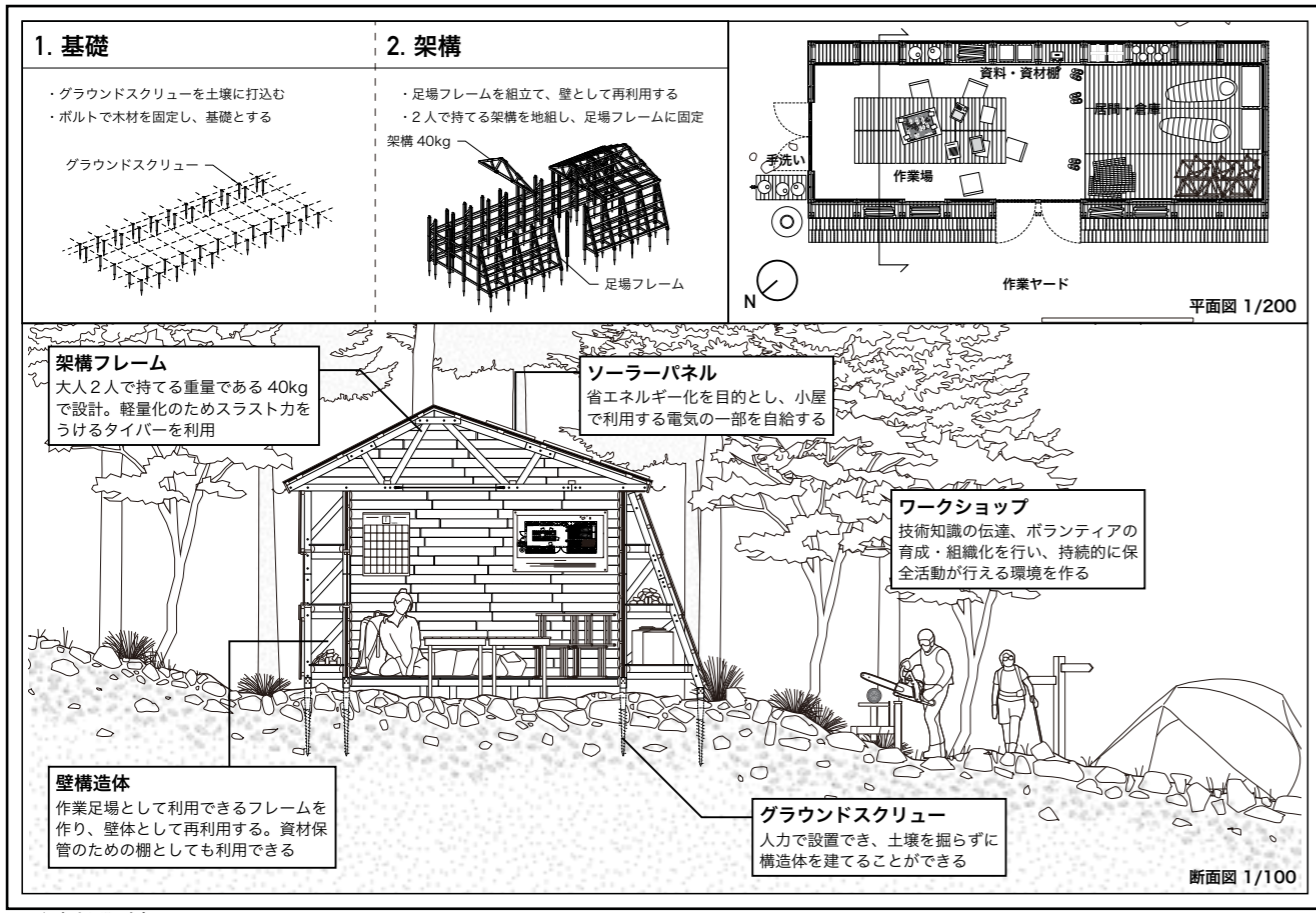 1. 基礎
・グラウンドスクリューを土壌に打込む
・ボルトで木材を固定し、基礎とする
グラウンドスクリュー
2. 架構
・足場フレームを組立て、壁として再利用する
・2人で持てる架構を地組し、足場フレームに固定
架構 40kg
足場フレーム
資料・資材棚
居間・倉庫
手洗い
作業場
作業ヤード
N
平面図 1/200
架構フレーム
大人2人で持てる重量である 40kg
で設計。軽量化のためスラスト力を
うけるタイバーを利用
ソーラーパネル
省エネルギー化を目的とし、小屋
で利用する電気の一部を自給する
ワークショップ
技術知識の伝達、ボランティアの
育成・組織化を行い、持続的に保
全活動が行える環境を作る
壁構造体
作業足場として利用できるフレームを
作り、壁体として再利用する。資材保
管のための棚としても利用できる
グラウンドスクリュー
人力で設置でき、土壌を掘らずに
構造体を建てることができる
断面図 1/100